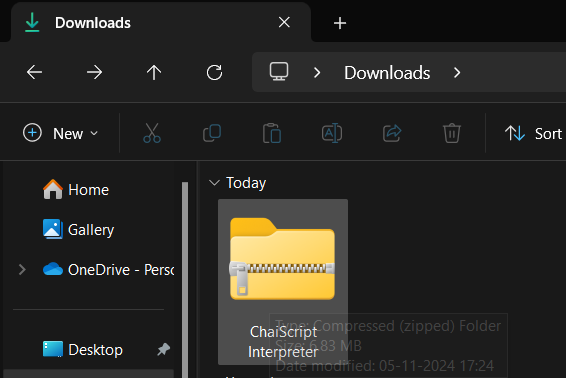 Downloads
Downloads
New
Sort
Home
Gallery
OneDrive - Perso
Desktop
Today
ChaiScript
Interpreter
Type: Compressed (zipped) Folder
Size: 6.83 MB
Date modified: 05-11-2024 17:24